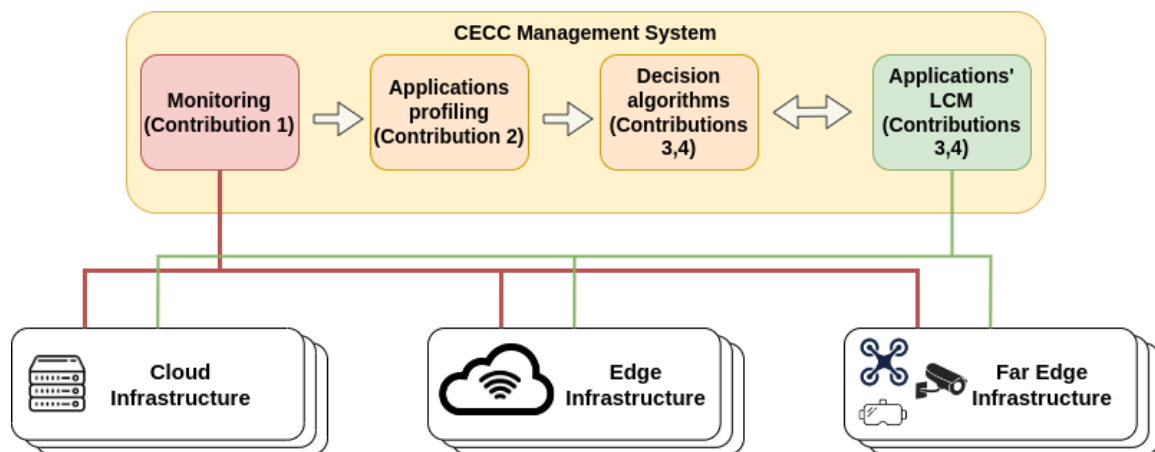 CECC Management System
Monitoring
(Contribution 1)
Applications
profiling
(Contribution 2)
Decision
algorithms
(Contributions
3,4)
Applications'
LCM
(Contributions
3,4)
Cloud
Infrastructure
Edge
Infrastructure
Far Edge
Infrastructure